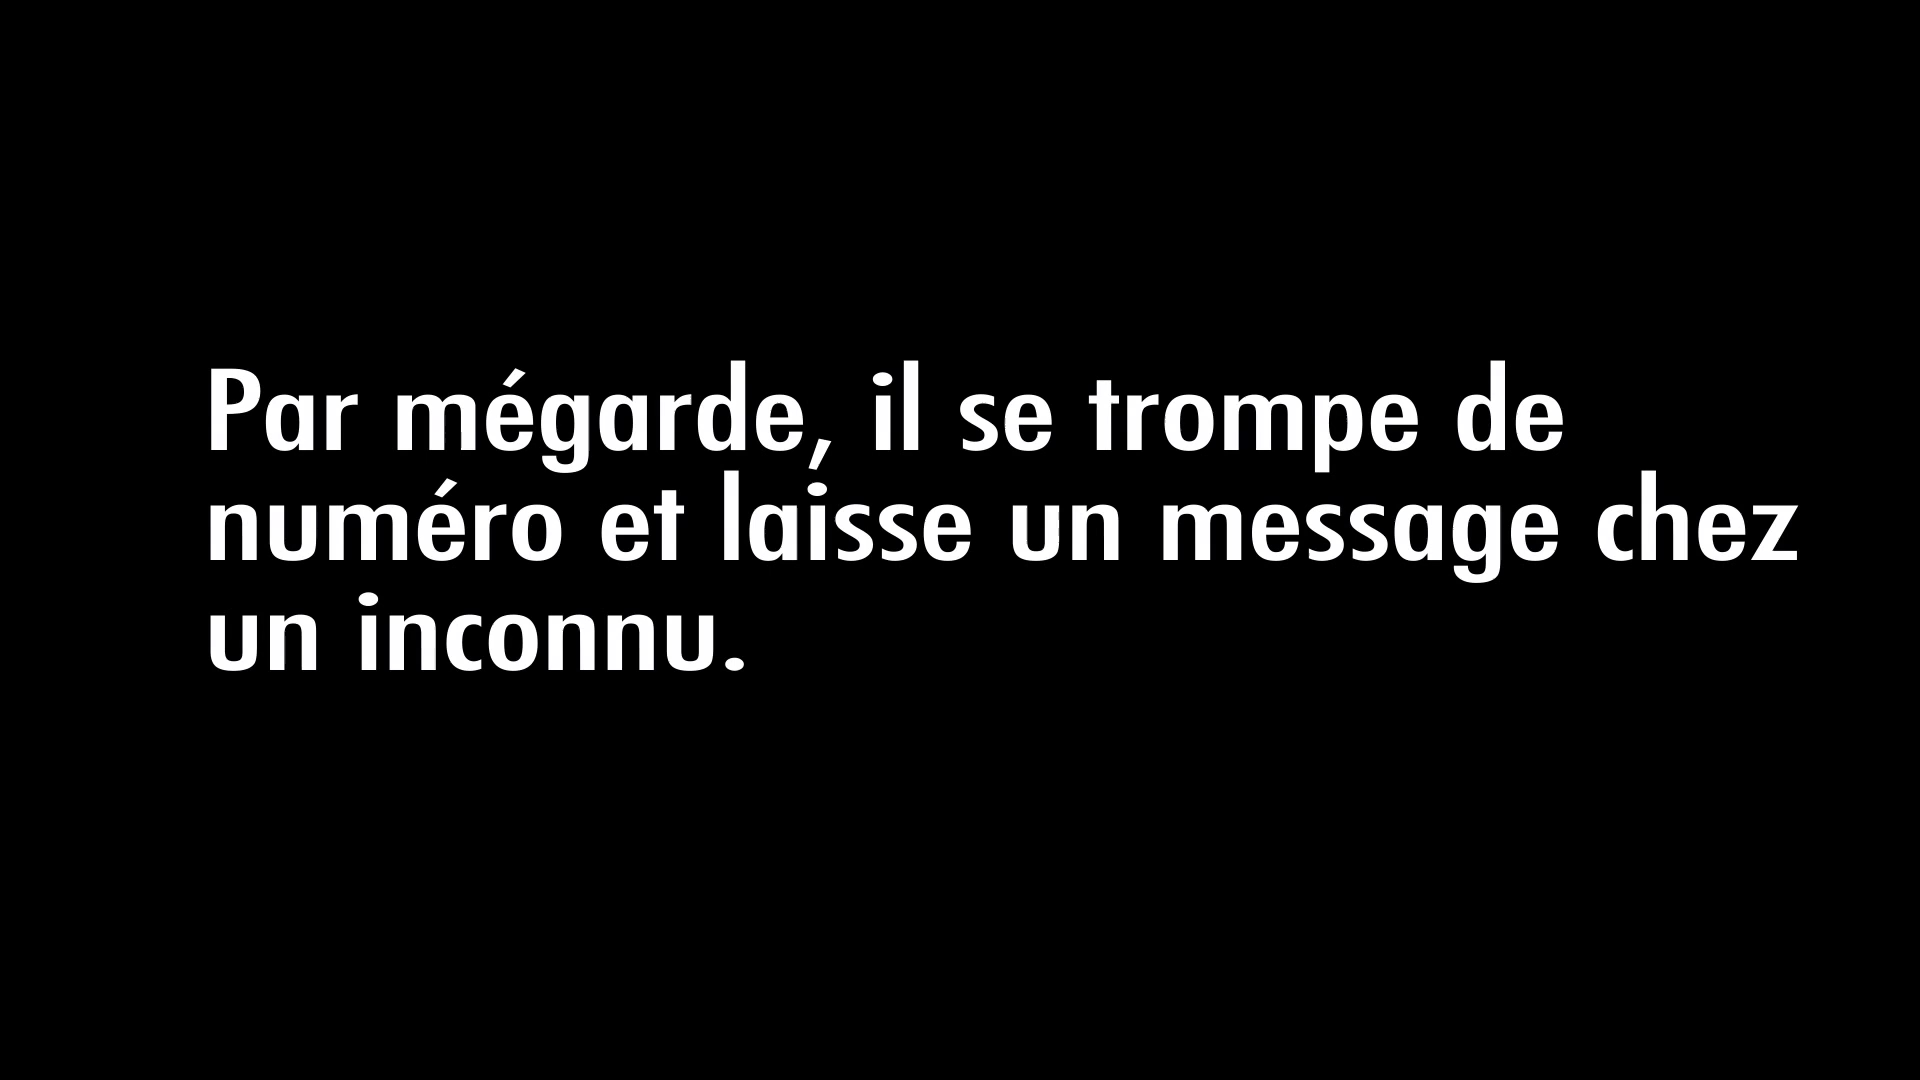 Par mégarde, il se trompe de
numéro et laisse un message chez
un inconnu.